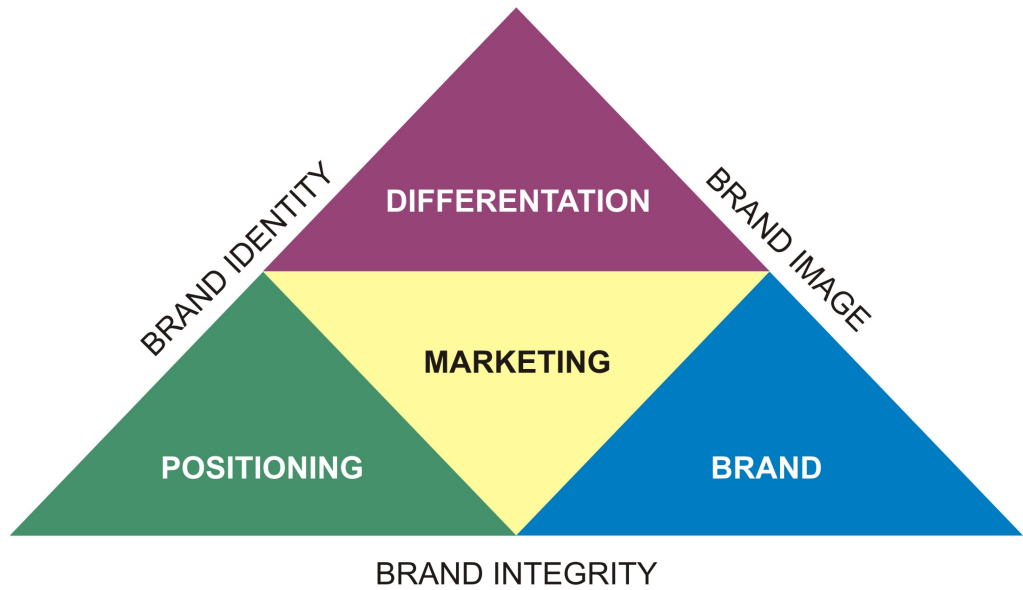 DIFFERENTATION
BRAND IDENTITY
BRAND IMAGE
MARKETING
POSITIONING
BRAND
BRAND INTEGRITY